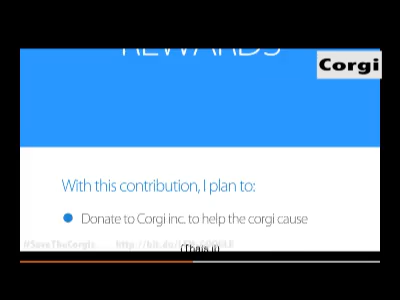 REWARDS
Corgi
With this contribution, I plan to:
Donate to Corgi inc. to help the corgi cause
#SaveTheCorgis